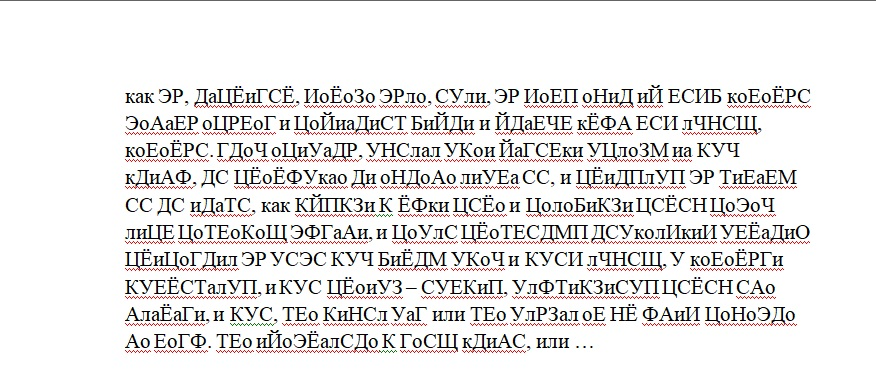 как ЭР, ДаЦЁиГСЁ, ИоЁоЗо ЭРло, СУли, ЭР ИоЕП оНиД иЙ ЕСИБ коЕоЁРС
ЭоАаЕР оЦРЕоГ и ЦоЙиаДиСТ БиЙДи и ЙДаЕЧЕ кЁФА ЕСИ лЧНСЩ,
коЕоЁРС. ГДоЧ оЦиУаДР, УНСлал УКои ЙаГСЕки УЦлоЗМ иа КУЧ
кДиАФ, ДС ЦЁоЁФУкао Ди оНДоАо лиУЕа СС, и ЦЁиДПлУП ЭР ТиЕаЕМ
СС ДС иДаТС, как КЙПКЗи К ЁФки ЦСЁо и ЦолоБиКЗи ЦСЁСН ЦоЭоЧ
лиЦЕ ЦоТЕоКоЩ ЭФГаАи, и ЦоУлС ЦЁоТЕСДМП ДСУколИкиИ УЕЁаДиО
ЦЁиЦоГДил ЭР УСЭС КУЧ БиЁДМ УКоЧ и КУСИ лЧНСЩ, У коЕоЁРГи
КУЕЁСТалУП, и КУС ЦЁоиУЗ – СУЕКиП, УлФТиКЗиСУП ЦСЁСН САо
АлаЁаГи, и КУС, ТЕо КиНСл УаГ или ТЕо УлРЗал оЕ НЁ ФАиИ ЦоНоЭДо
Ао ЕоГФ. ТЕо иЙоЭЁалСДо К ГоСЩ кДиАС, или …